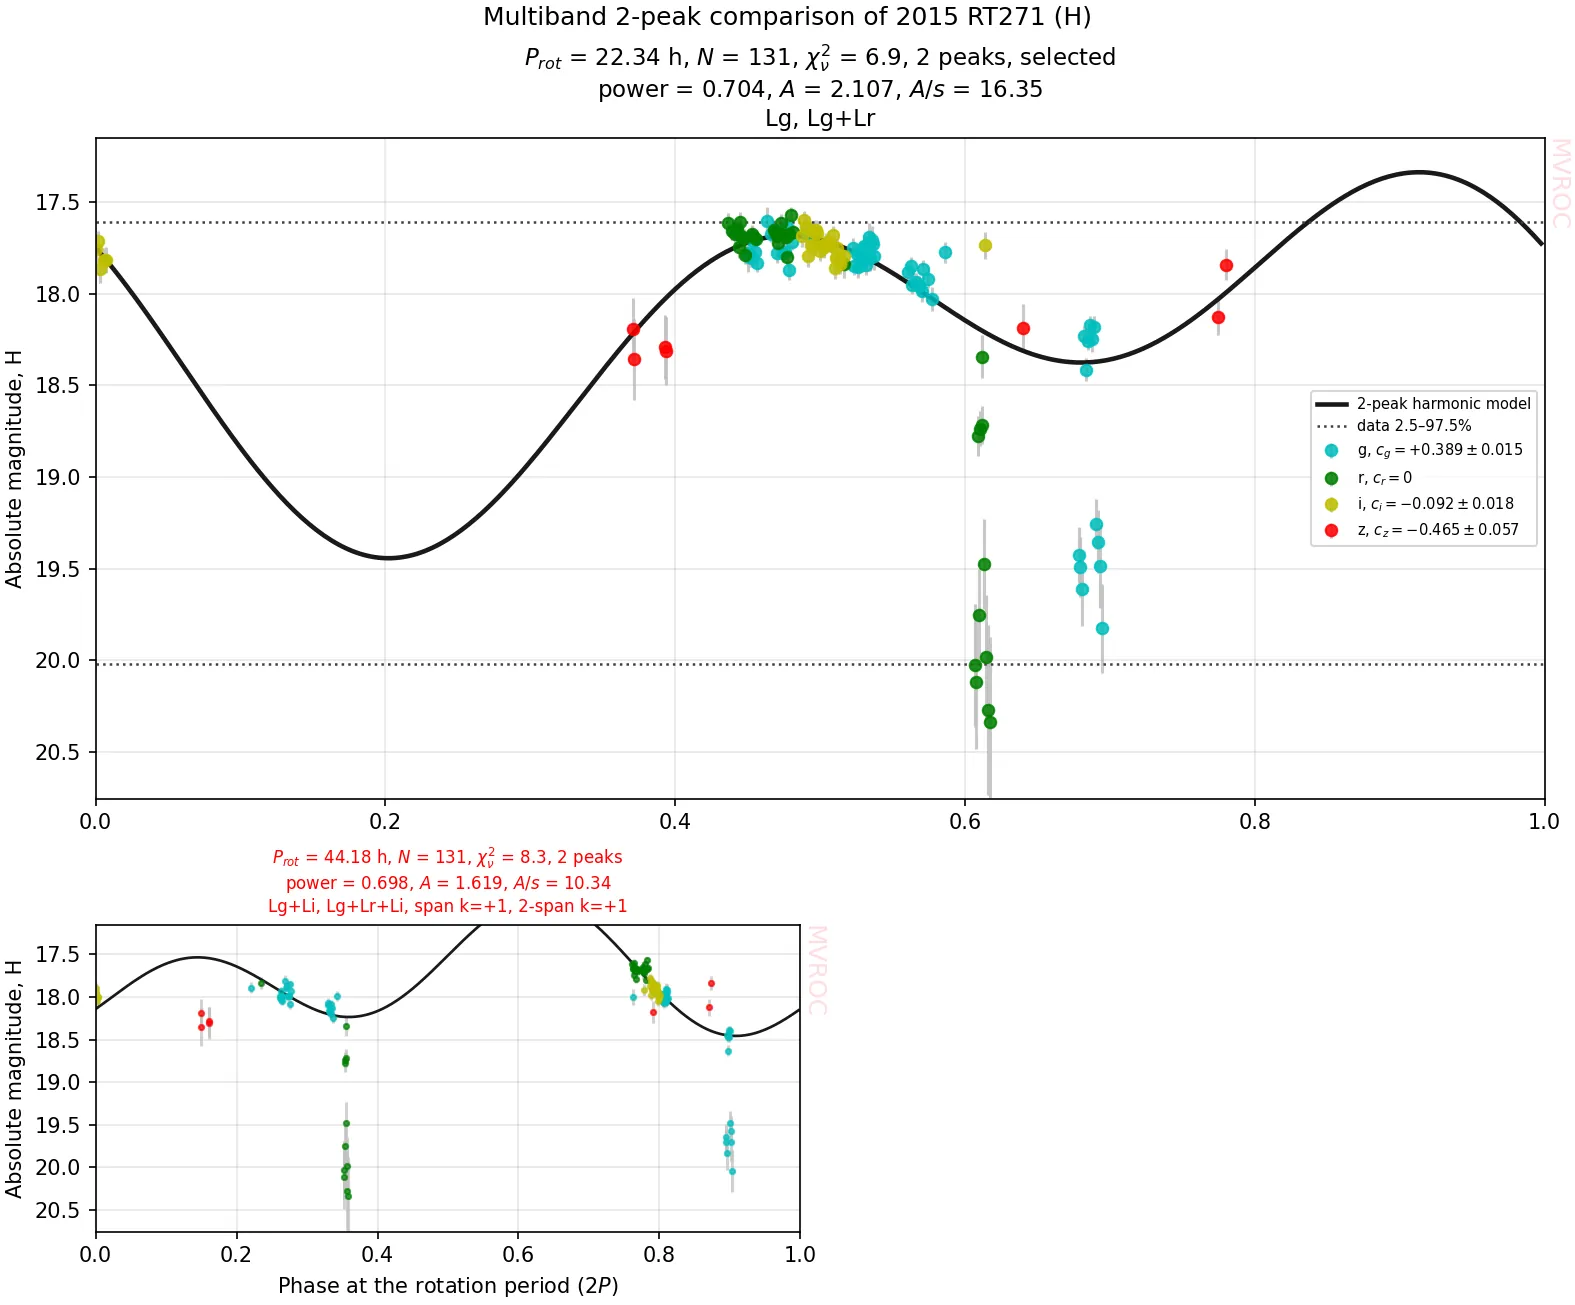 Multiband 2-peak comparison of 2015 RT271 (H)
P_rot = 22.34 h, N = 131, χ²_ν = 6.9, 2 peaks, selected
power = 0.704, A = 2.107, A/s = 16.35
Lg, Lg+Lr
MVROC
Absolute magnitude, H
17.5
18.0
18.5
19.0
19.5
20.0
20.5
2-peak harmonic model
data 2.5–97.5%
g, c_g = +0.389 ± 0.015
r, c_r = 0
i, c_i = −0.092 ± 0.018
z, c_z = −0.465 ± 0.057
0.0 0.2 0.4 0.6 0.8 1.0
P_rot = 44.18 h, N = 131, χ²_ν = 8.3, 2 peaks
power = 0.698, A = 1.619, A/s = 10.34
Lg+Li, Lg+Lr+Li, span k=+1, 2-span k=+1
MVROC
Absolute magnitude, H
17.5
18.0
18.5
19.0
19.5
20.0
20.5
0.0 0.2 0.4 0.6 0.8 1.0
Phase at the rotation period (2P)